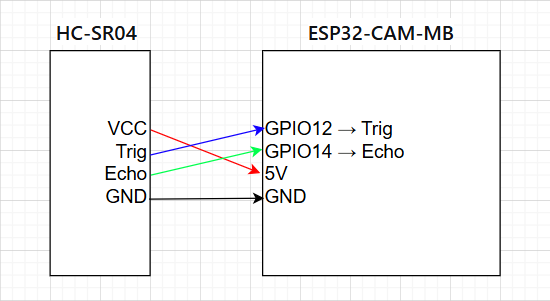 HC-SR04
ESP32-CAM-MB
VCC
Trig
Echo
GND
GPIO12 → Trig
GPIO14 → Echo
5V
GND